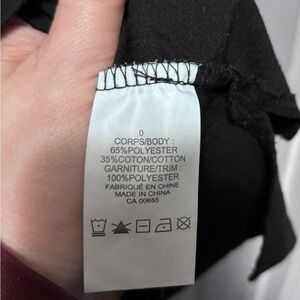 0
CORPS/BODY :
65%POLYESTER
35%COTON/COTTON
GARNITURE/TRIM :
100%POLYESTER
FABRIQUÉ EN CHINE
MADE IN CHINA
CA 00655